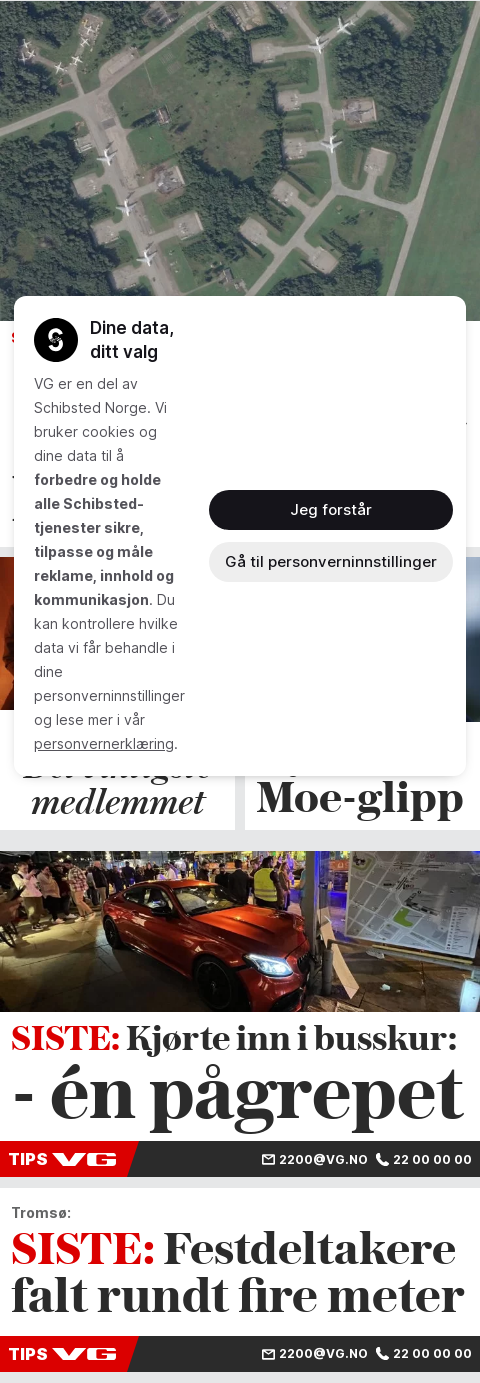 Dine data,
ditt valg
VG er en del av
Schibsted Norge. Vi
bruker cookies og
dine data til å
forbedre og holde
alle Schibsted-
tjenester sikre,
tilpasse og måle
reklame, innhold og
kommunikasjon. Du
kan kontrollere hvilke
data vi får behandle i
dine
personverninnstillinger
og lese mer i vår
personvernerklæring.
Jeg forstår
Gå til personverninnstillinger
medlemmet
Moe-glipp
SISTE: Kjørte inn i busskur:
- én pågrepet
TIPS VG 2200@VG.NO 22 00 00 00
Tromsø:
SISTE: Festdeltakere
falt rundt fire meter
TIPS VG 2200@VG.NO 22 00 00 00